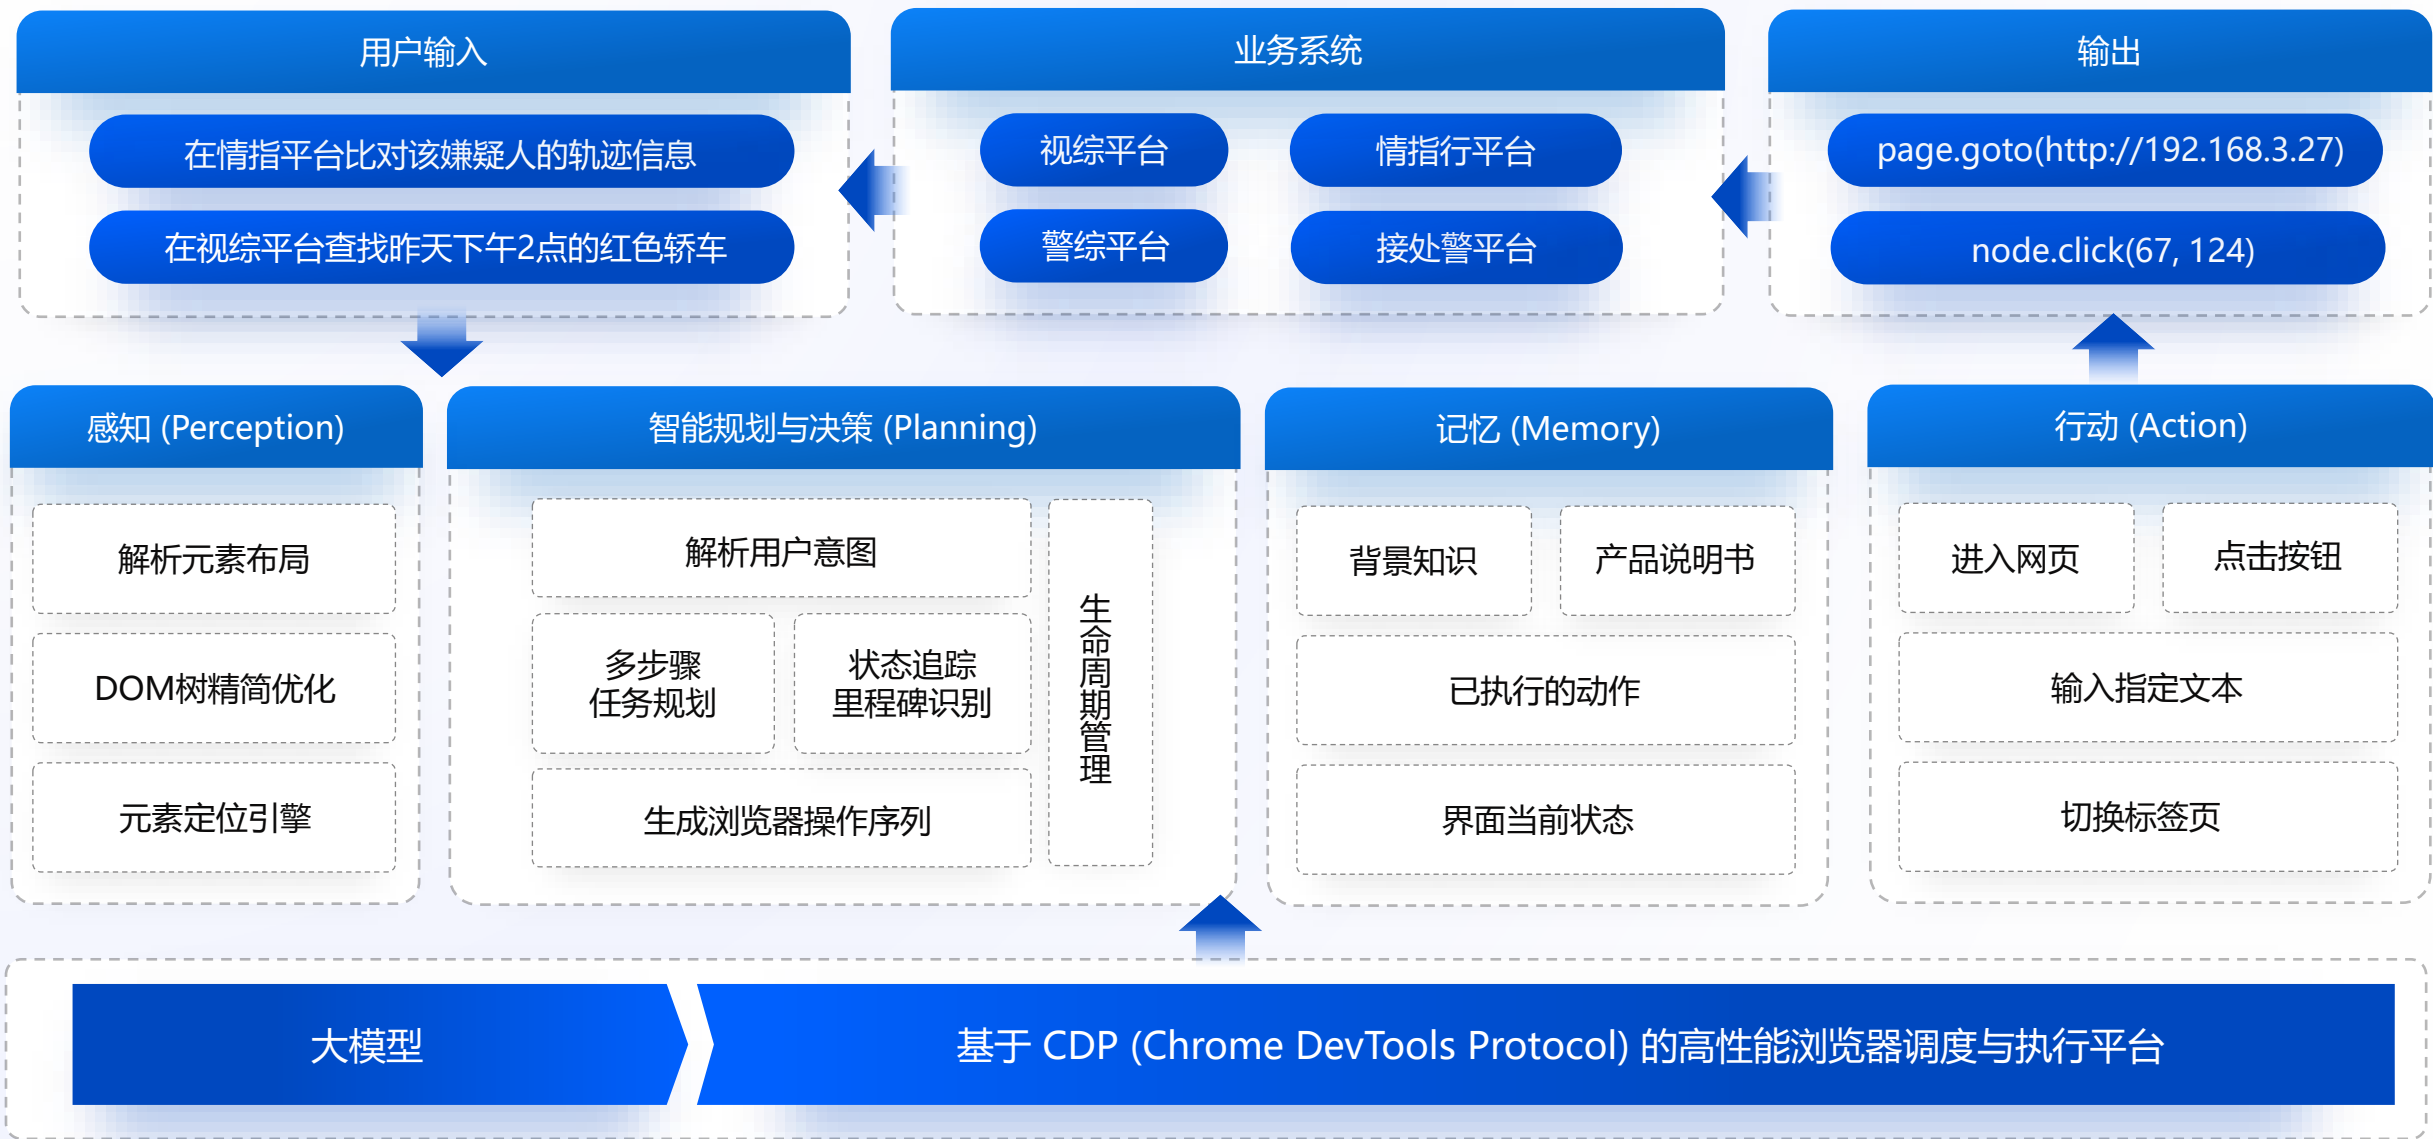 用户输入
在情指平台比对该嫌疑人的轨迹信息
在视综平台查找昨天下午2点的红色轿车
业务系统
视综平台
情指行平台
警综平台
接处警平台
输出
page.goto(http://192.168.3.27)
node.click(67, 124)
感知 (Perception)
解析元素布局
DOM树精简优化
元素定位引擎
智能规划与决策 (Planning)
解析用户意图
多步骤
任务规划
状态追踪
里程碑识别
生成浏览器操作序列
生命周期管理
记忆 (Memory)
背景知识
产品说明书
已执行的动作
界面当前状态
行动 (Action)
进入网页
点击按钮
输入指定文本
切换标签页
大模型
基于 CDP (Chrome DevTools Protocol) 的高性能浏览器调度与执行平台